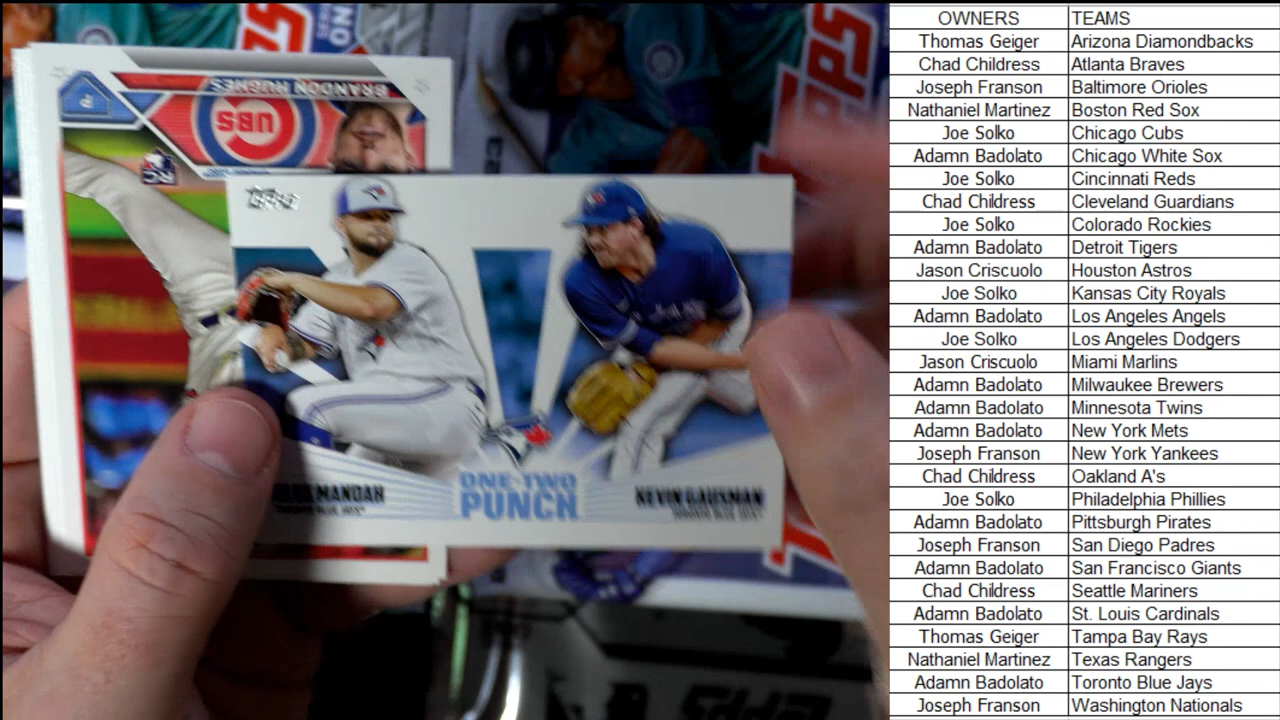 BRANDON HUGHES
CUBS
P
RC
Topps
MANOAH
ONE-TWO
PUNCH
KEVIN GAUSMAN
OWNERS TEAMS
Thomas Geiger Arizona Diamondbacks
Chad Childress Atlanta Braves
Joseph Franson Baltimore Orioles
Nathaniel Martinez Boston Red Sox
Joe Solko Chicago Cubs
Adamn Badolato Chicago White Sox
Joe Solko Cincinnati Reds
Chad Childress Cleveland Guardians
Joe Solko Colorado Rockies
Adamn Badolato Detroit Tigers
Jason Criscuolo Houston Astros
Joe Solko Kansas City Royals
Adamn Badolato Los Angeles Angels
Joe Solko Los Angeles Dodgers
Jason Criscuolo Miami Marlins
Adamn Badolato Milwaukee Brewers
Adamn Badolato Minnesota Twins
Adamn Badolato New York Mets
Joseph Franson New York Yankees
Chad Childress Oakland A's
Joe Solko Philadelphia Phillies
Adamn Badolato Pittsburgh Pirates
Joseph Franson San Diego Padres
Adamn Badolato San Francisco Giants
Chad Childress Seattle Mariners
Adamn Badolato St. Louis Cardinals
Thomas Geiger Tampa Bay Rays
Nathaniel Martinez Texas Rangers
Adamn Badolato Toronto Blue Jays
Joseph Franson Washington Nationals